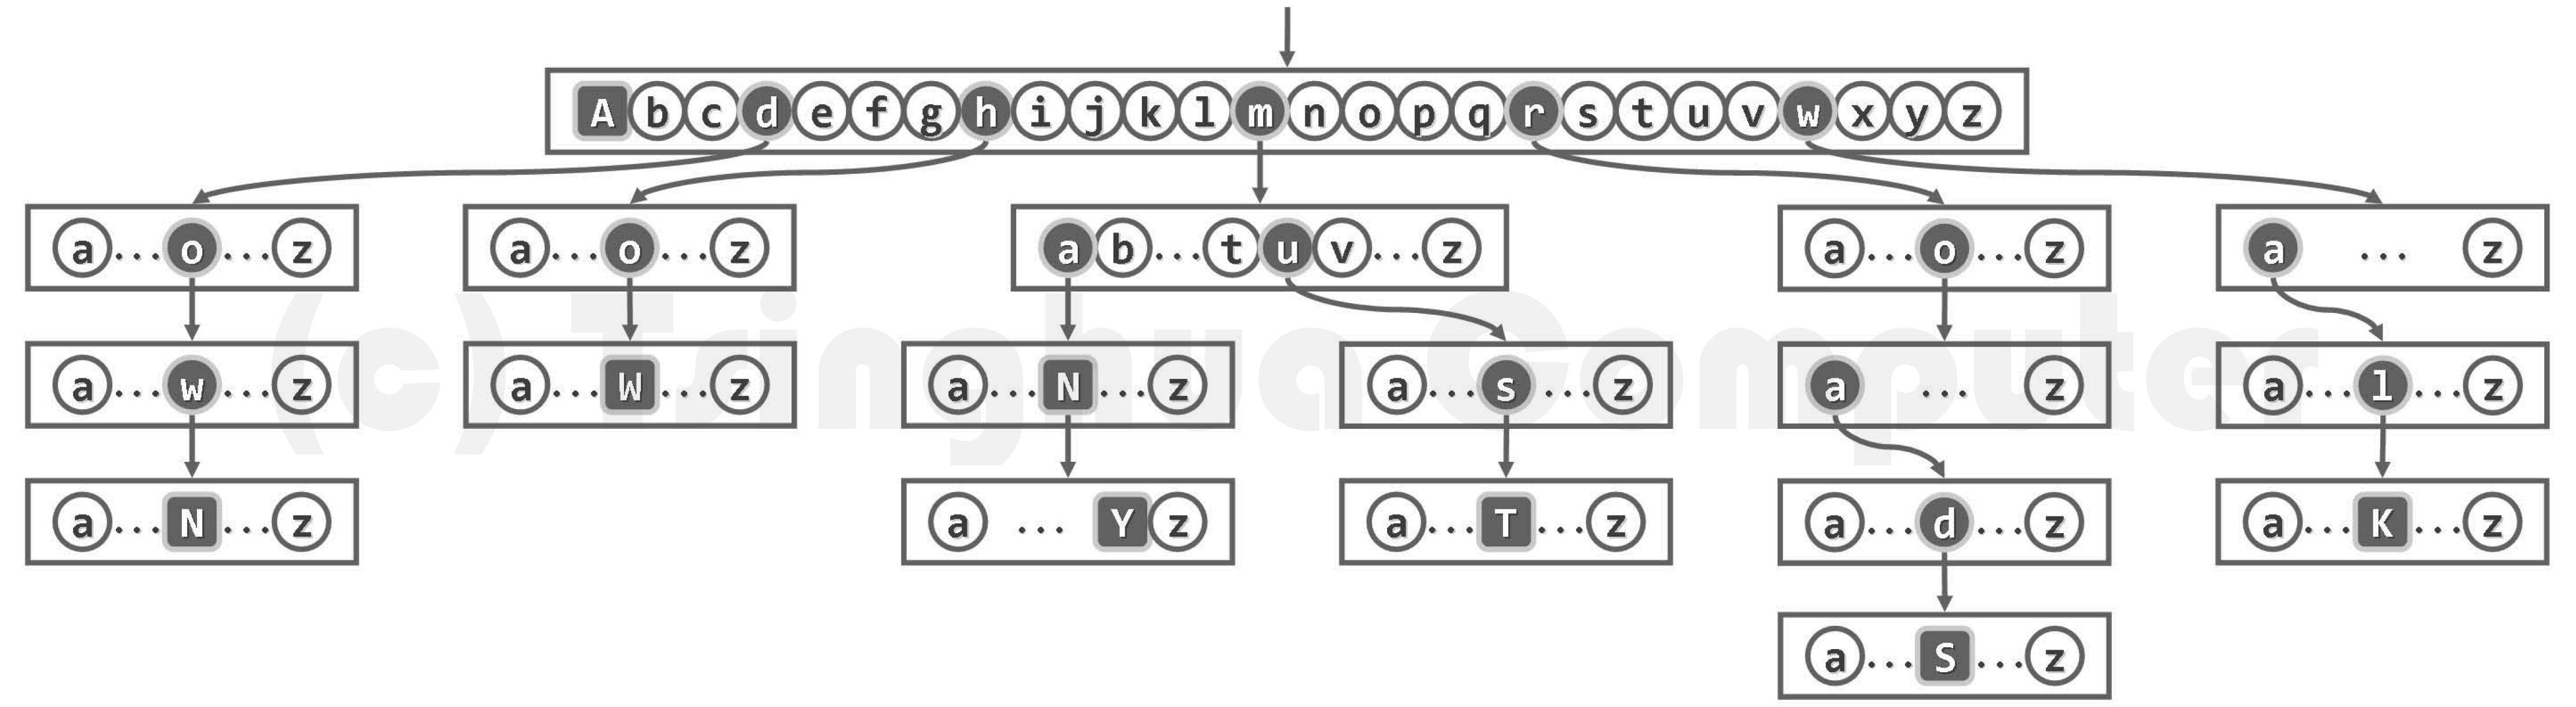 A b c d e f g h i j k l m n o p q r s t u v w x y z
a...o...z a...o...z a b...t u v...z a...o...z a ... z
a...w...z a...W...z a...N...z a...s...z a ... z a...l...z
a...N...z a ... Y z a...T...z a...d...z a...K...z
a...S...z
(c) Tsinghua Computer